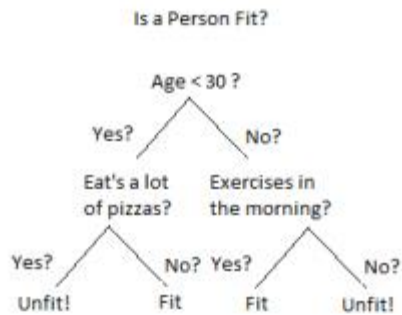 Is a Person Fit?
Age < 30 ?
Yes?
No?
Eat's a lot
of pizzas?
Exercises in
the morning?
Yes?
No?
Yes?
No?
Unfit!
Fit
Fit
Unfit!